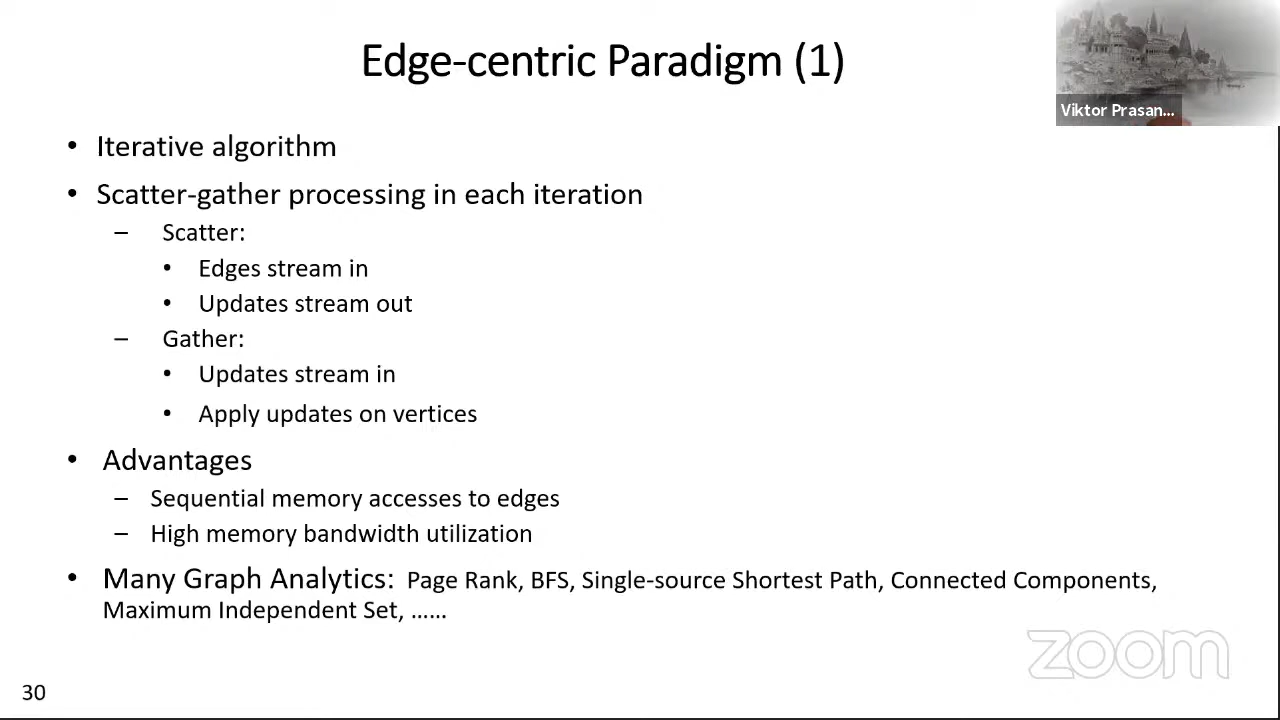 Edge-centric Paradigm (1)
Viktor Prasan...
• Iterative algorithm
• Scatter-gather processing in each iteration
– Scatter:
• Edges stream in
• Updates stream out
– Gather:
• Updates stream in
• Apply updates on vertices
• Advantages
– Sequential memory accesses to edges
– High memory bandwidth utilization
• Many Graph Analytics: Page Rank, BFS, Single-source Shortest Path, Connected Components,
Maximum Independent Set, ......
zoom
30